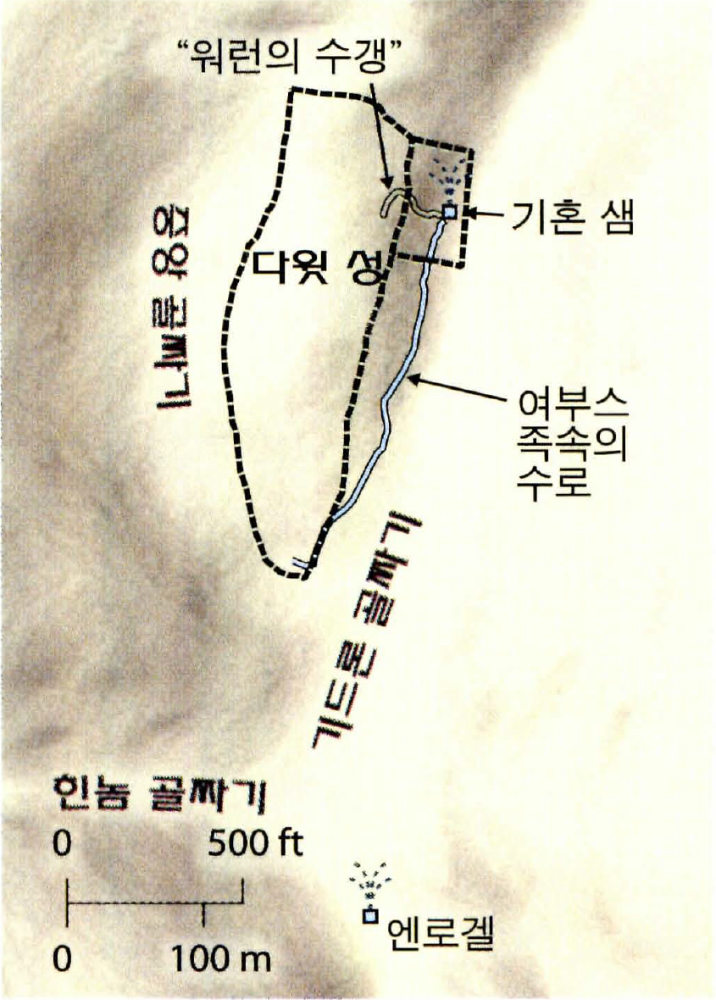 “워런의 수갱”
기혼 샘
다윗 성
중앙 골짜기
여부스
족속의
수로
기드론 골짜기
힌놈 골짜기
0 500 ft
0 100 m
엔로겔